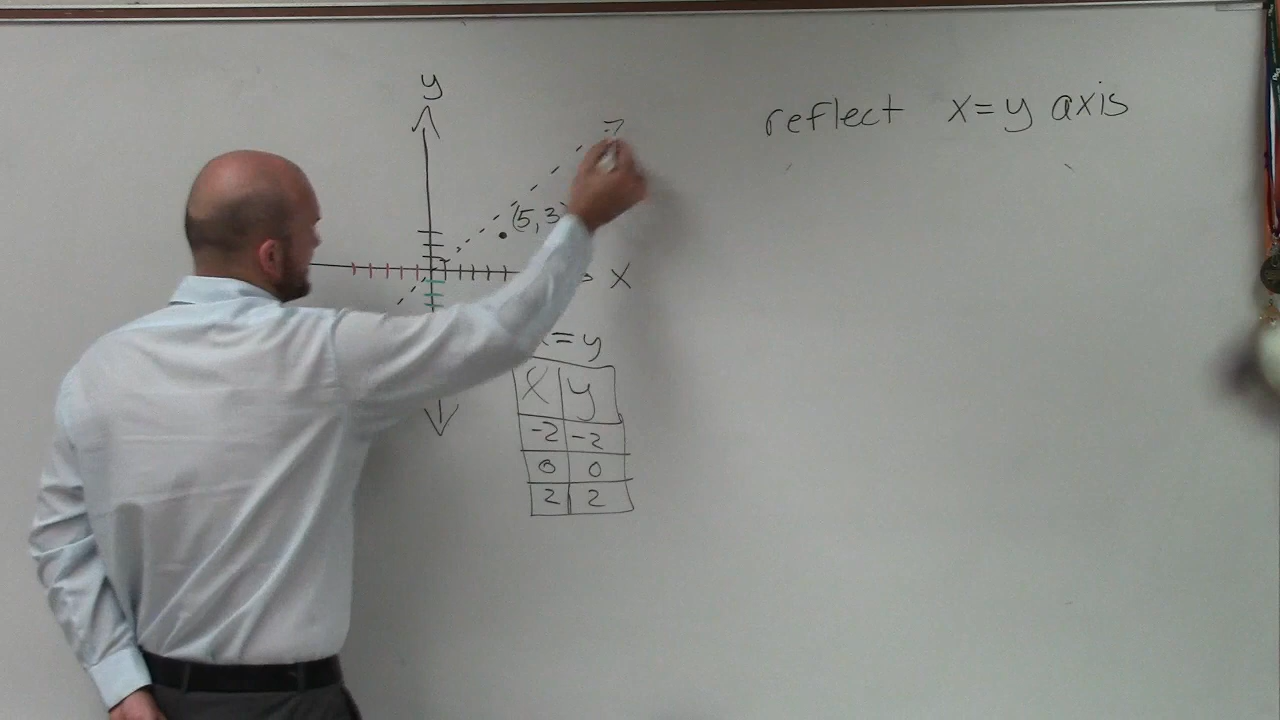 y
reflect x=y axis
(5,3
x
=y
x y
-2 -2
0 0
2 2